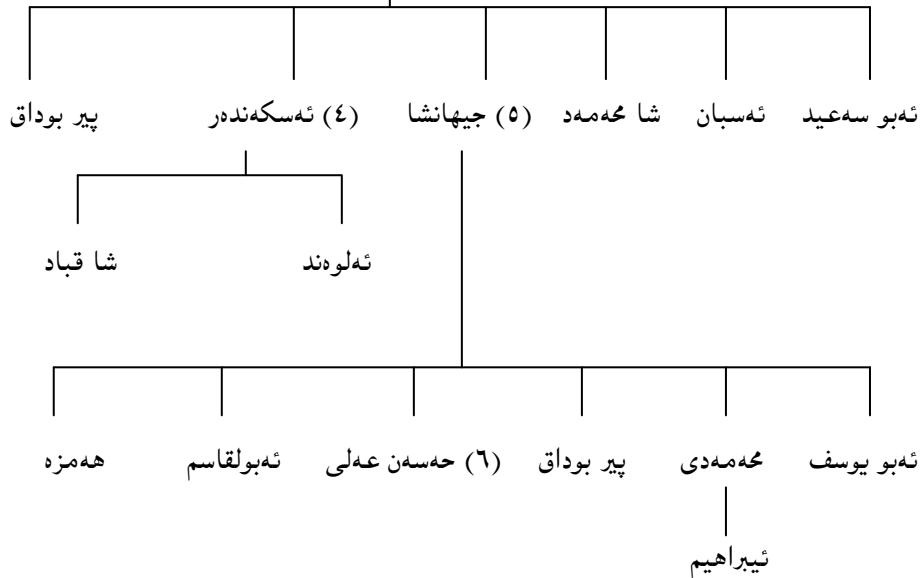 ئەبو سەعید ئەسبان شا محەمەد (٥) جیهانشا (٤) ئەسکەندەر پیر بوداق
ئەلوەند شا قباد
ئەبو یوسف محەمەدی پیر بوداق (٦) حەسەن عەلی ئەبولقاسم هەمزە
ئیبراهیم